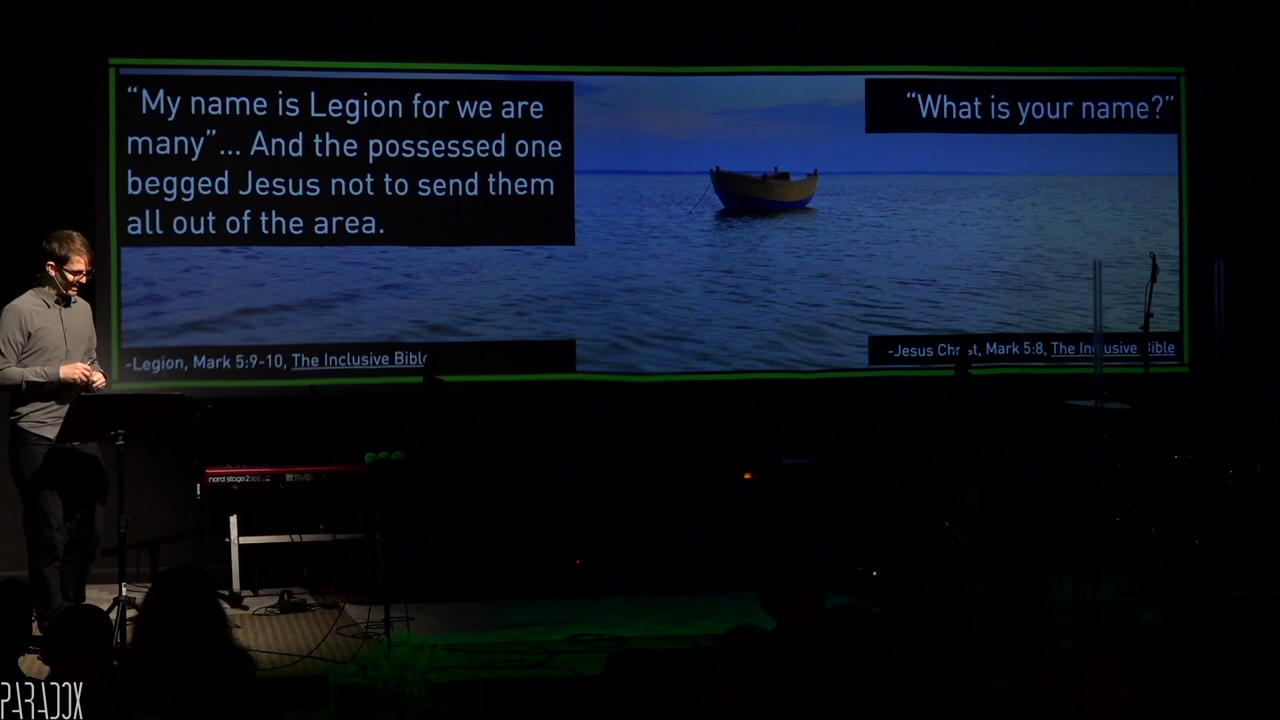 “My name is Legion for we are
many”... And the possessed one
begged Jesus not to send them
all out of the area.
-Legion, Mark 5:9-10, The Inclusive Bible
“What is your name?”
-Jesus Christ, Mark 5:8, The Inclusive Bible
nord stage 2
PARADOX